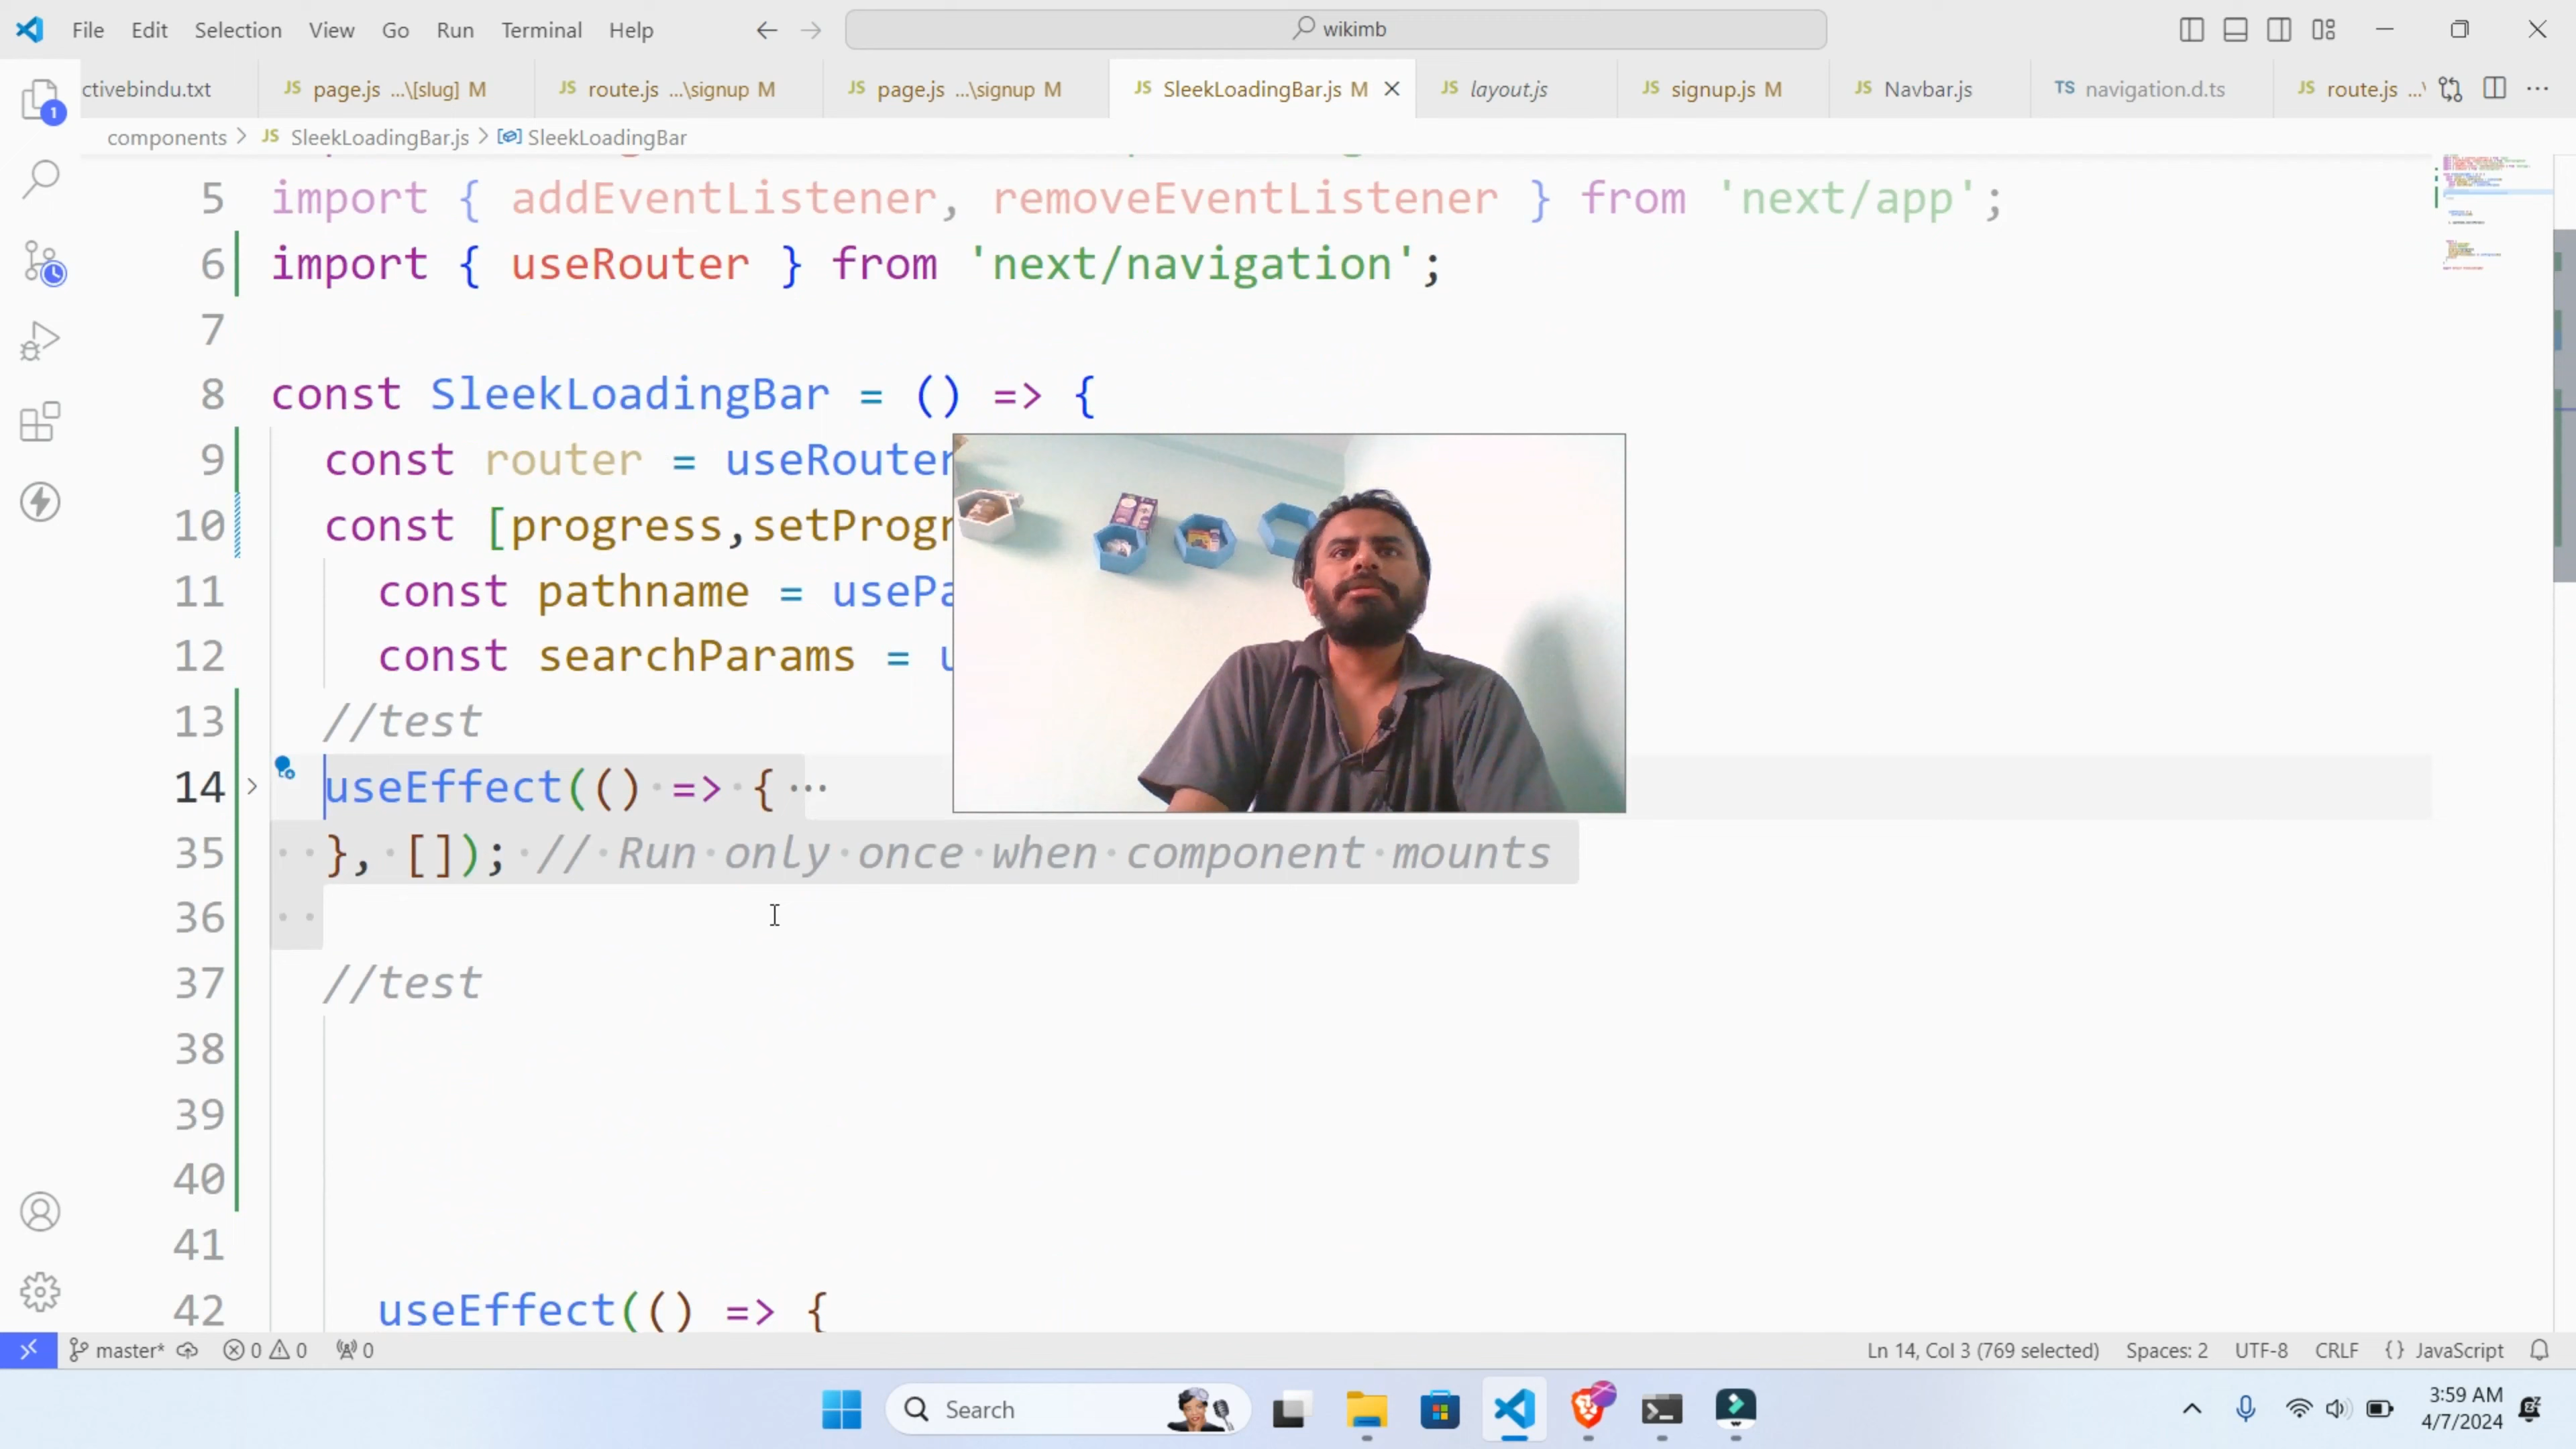 File Edit Selection View Go Run Terminal Help
wikimb
ctivebindu.txt
JS page.js ...\[slug] M
JS route.js ...\signup M
JS page.js ...\signup M
JS SleekLoadingBar.js M
JS layout.js
JS signup.js M
JS Navbar.js
TS navigation.d.ts
JS route.js ...\
1
components > JS SleekLoadingBar.js > SleekLoadingBar
5 import { addEventListener, removeEventListener } from 'next/app';
6 import { useRouter } from 'next/navigation';
7
8 const SleekLoadingBar = () => {
9 const router = useRouter
10 const [progress,setProgr
11 const pathname = usePa
12 const searchParams = u
13 //test
14 useEffect(() => { ...
35 }, []); // Run only once when component mounts
36
37 //test
38
39
40
41
42 useEffect(() => {
master* 0 0 0
Ln 14, Col 3 (769 selected) Spaces: 2 UTF-8 CRLF {} JavaScript
Search
3:59 AM
4/7/2024